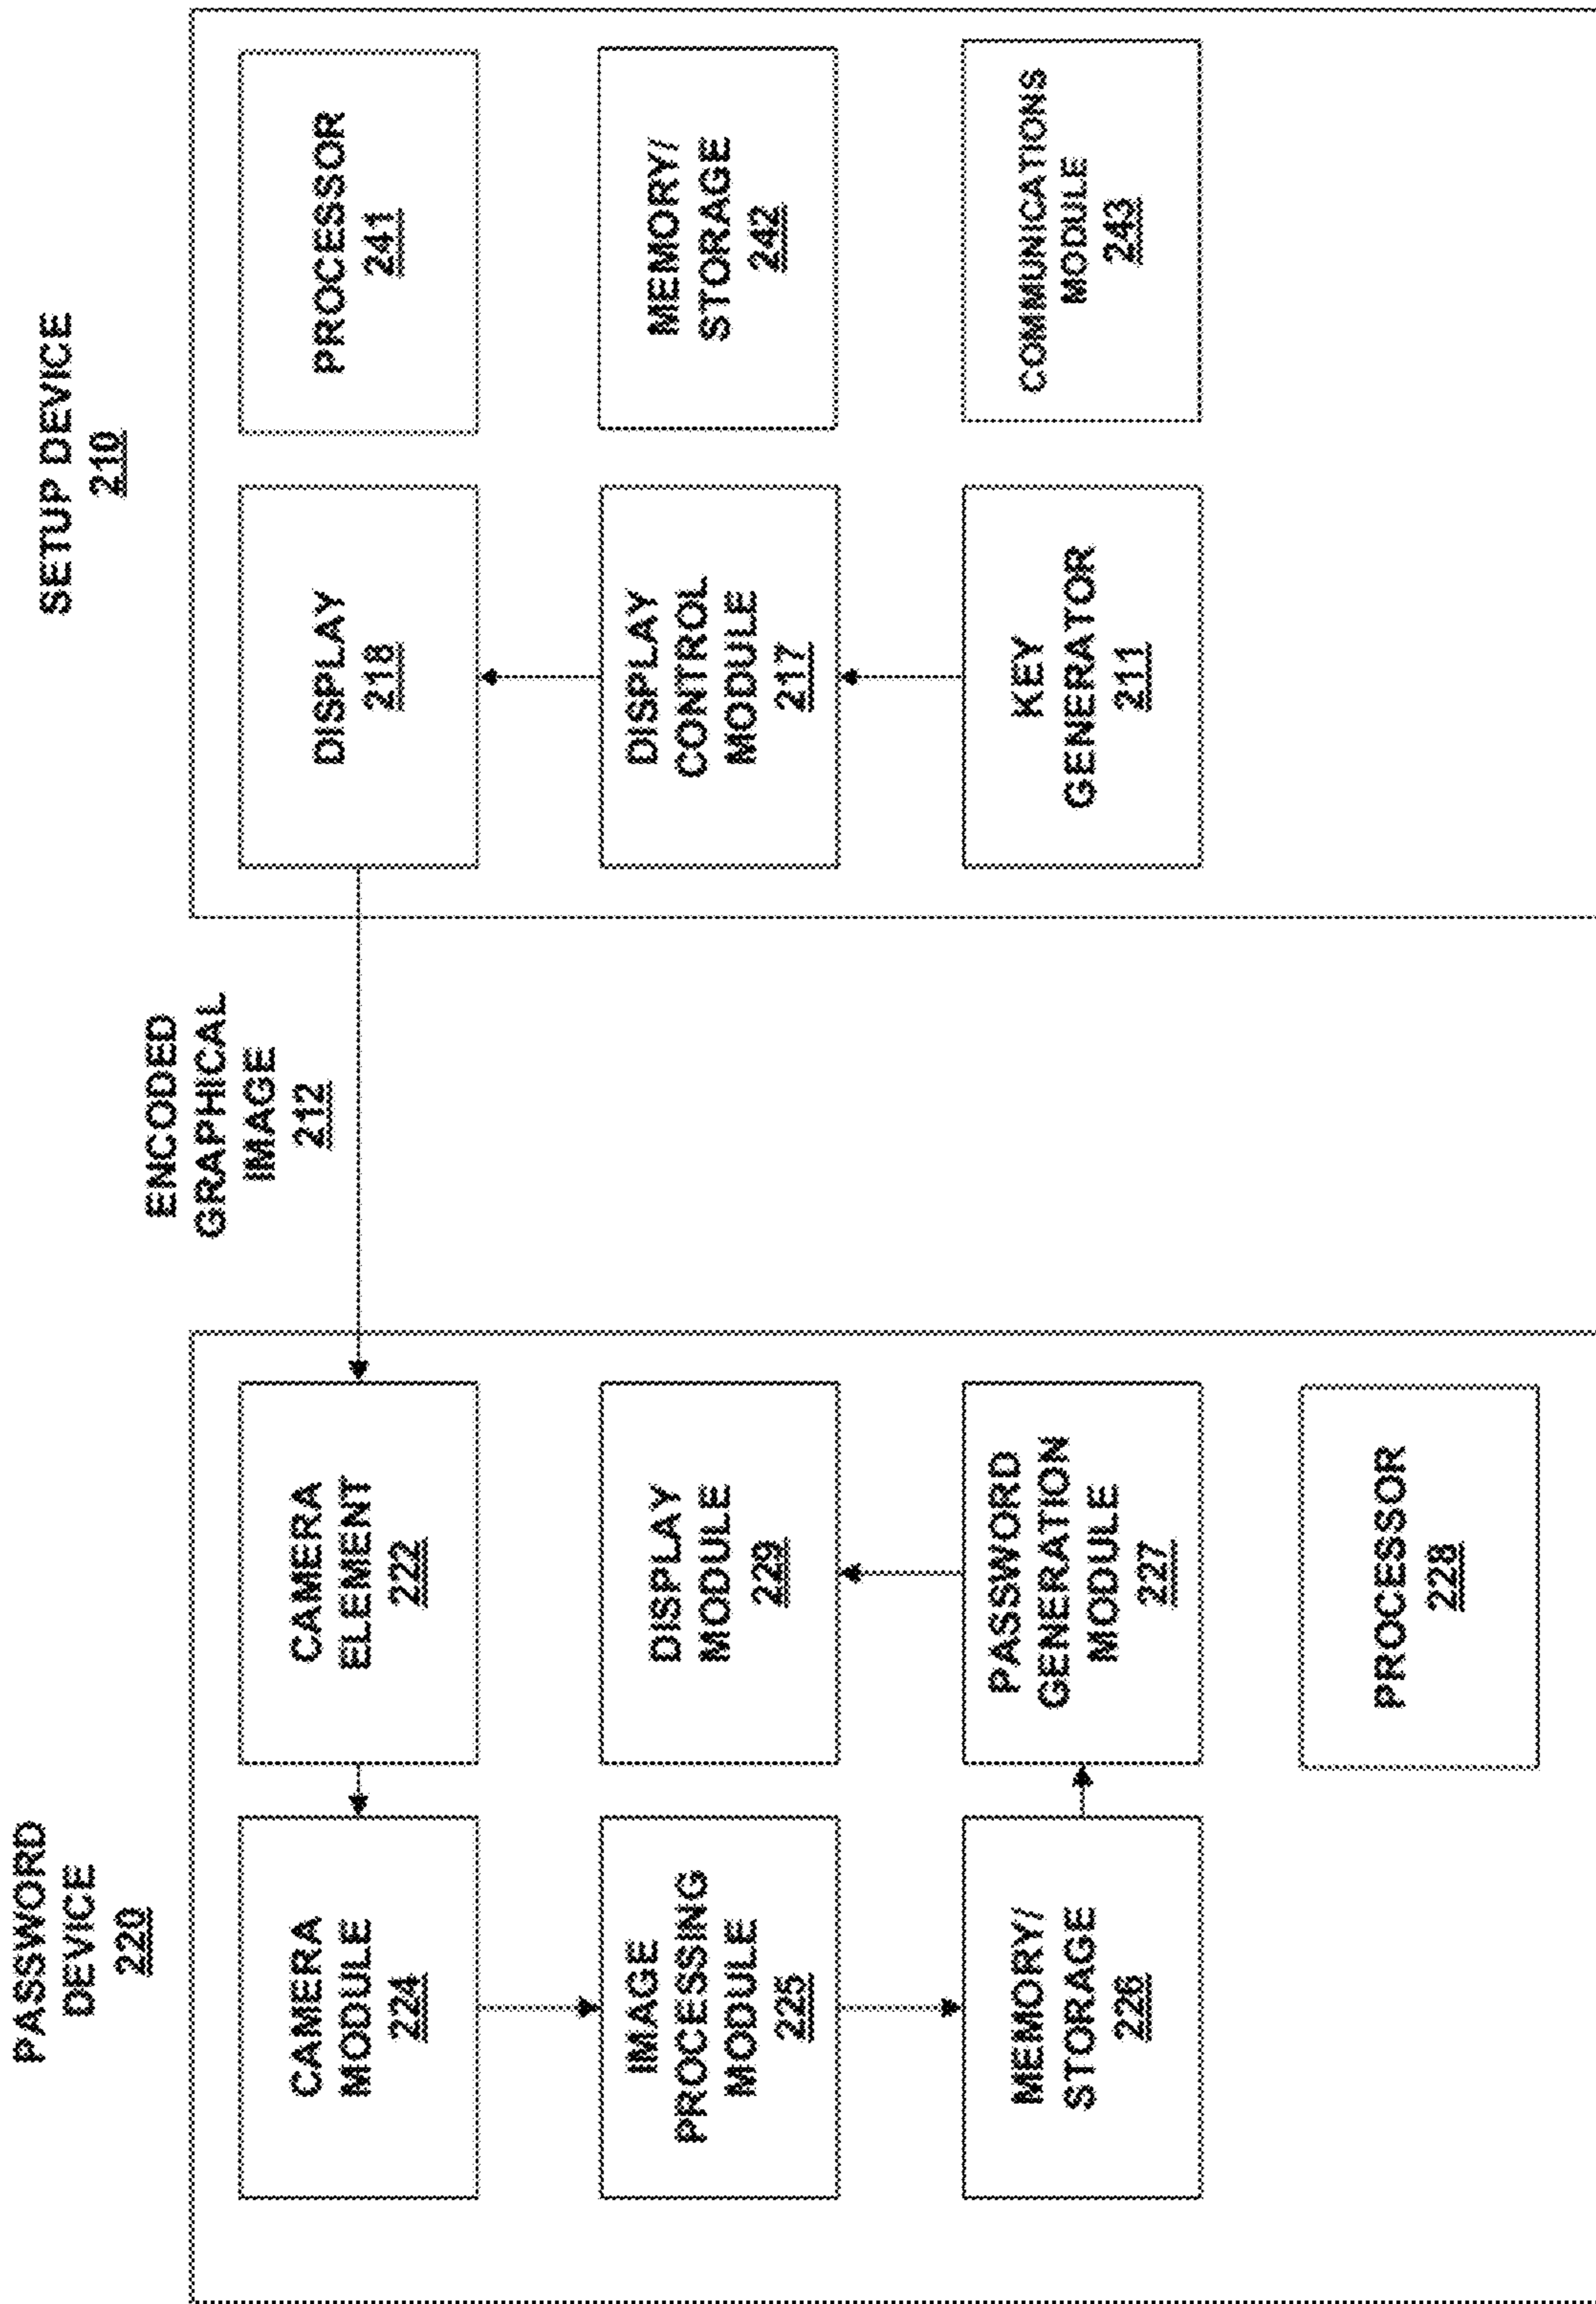 PASSWORD
DEVICE
220
CAMERA
MODULE
224
CAMERA
ELEMENT
222
IMAGE
PROCESSING
MODULE
225
DISPLAY
MODULE
229
MEMORY/
STORAGE
226
PASSWORD
GENERATION
MODULE
227
PROCESSOR
228
ENCODED
GRAPHICAL
IMAGE
212
SETUP DEVICE
210
DISPLAY
218
PROCESSOR
241
DISPLAY
CONTROL
MODULE
217
MEMORY/
STORAGE
242
KEY
GENERATOR
211
COMMUNICATIONS
MODULE
243